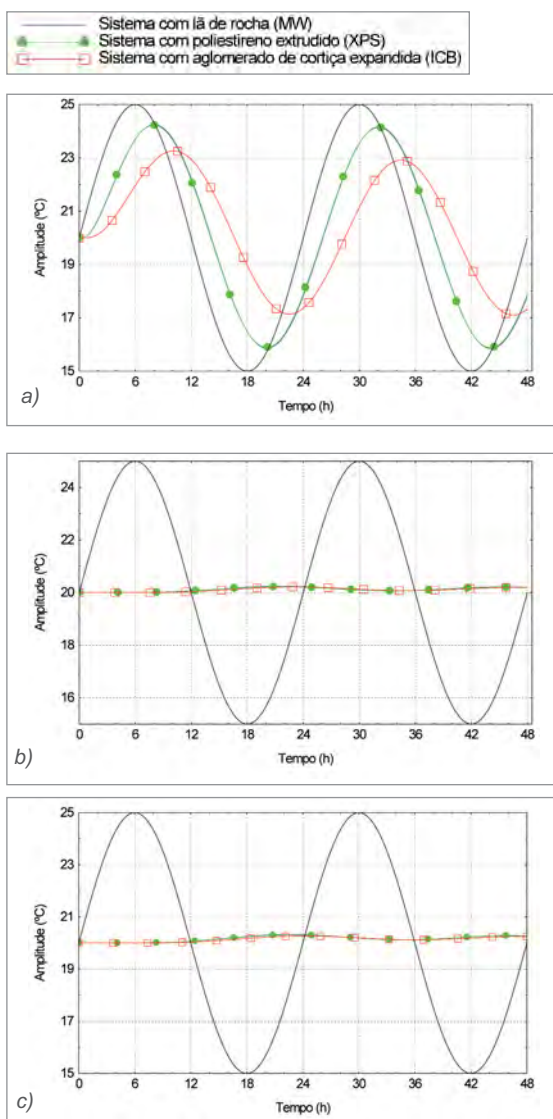 Sistema com lã de rocha (MW)
Sistema com poliestireno extrudido (XPS)
Sistema com aglomerado de cortiça expandida (ICB)
25
23
21
19
17
15
Amplitude (ºC)
0 6 12 18 24 30 36 42 48
Tempo (h)
a)
24
22
20
18
16
Amplitude (ºC)
0 6 12 18 24 30 36 42 48
Tempo (h)
b)
25
23
21
19
17
15
Amplitude (ºC)
0 6 12 18 24 30 36 42 48
Tempo (h)
c)